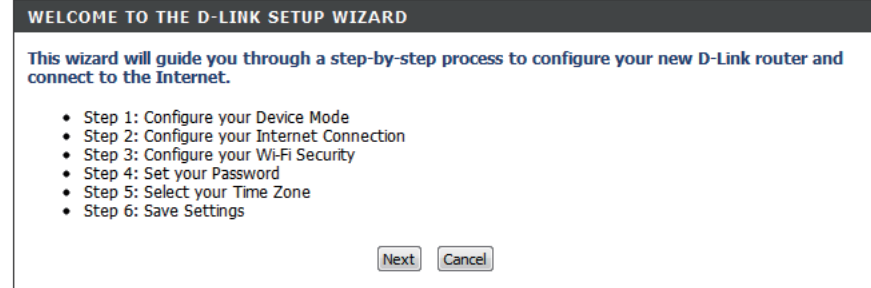 WELCOME TO THE D-LINK SETUP WIZARD
This wizard will guide you through a step-by-step process to configure your new D-Link router and
connect to the Internet.
• Step 1: Configure your Device Mode
• Step 2: Configure your Internet Connection
• Step 3: Configure your Wi-Fi Security
• Step 4: Set your Password
• Step 5: Select your Time Zone
• Step 6: Save Settings
Next Cancel